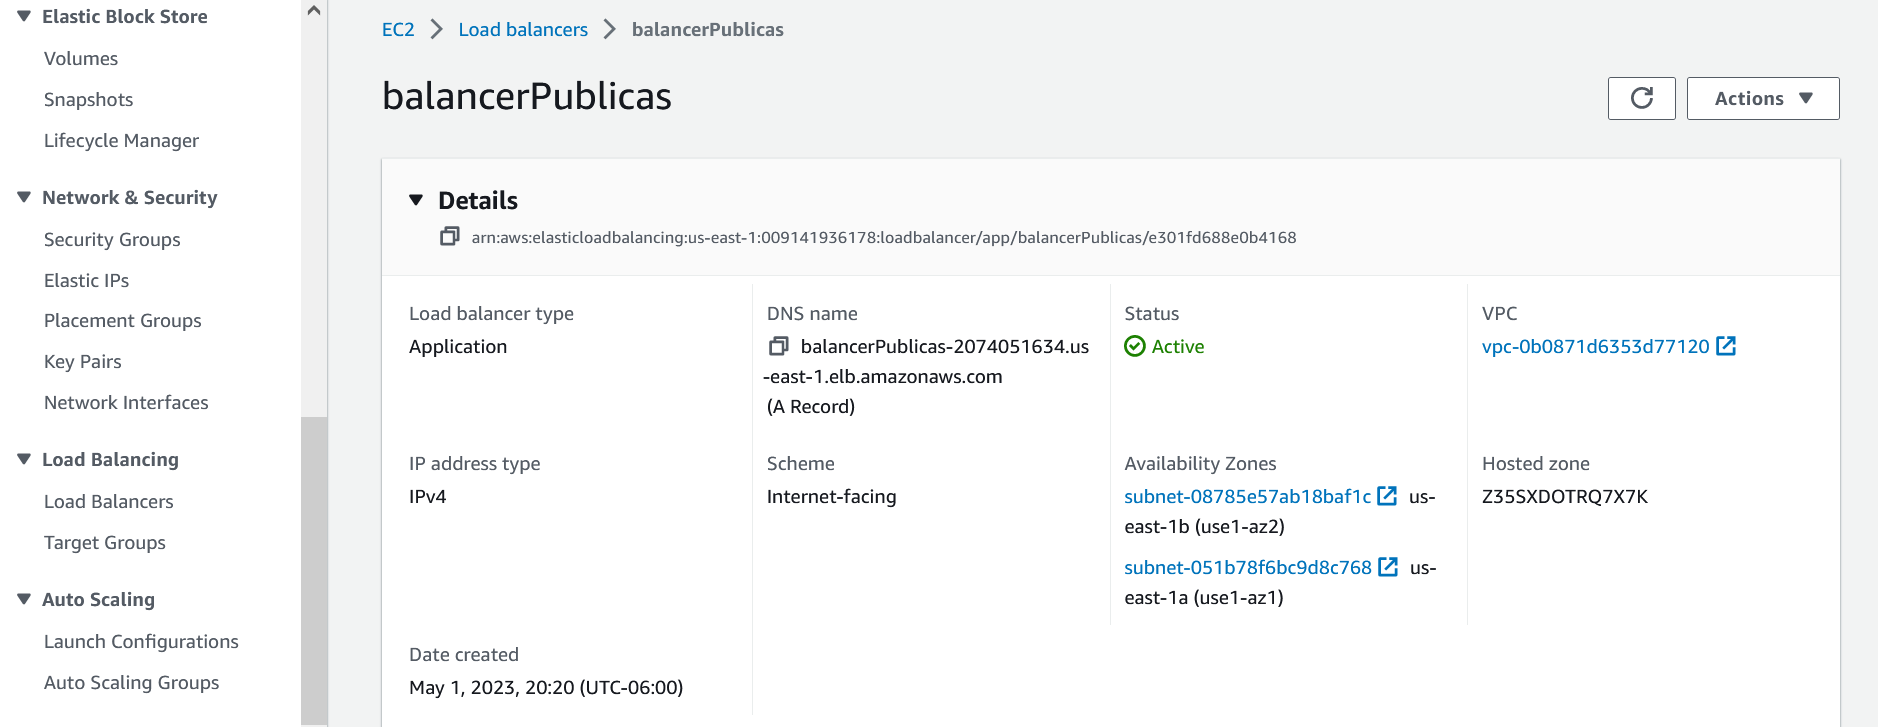 Elastic Block Store
Volumes
Snapshots
Lifecycle Manager
Network & Security
Security Groups
Elastic IPs
Placement Groups
Key Pairs
Network Interfaces
Load Balancing
Load Balancers
Target Groups
Auto Scaling
Launch Configurations
Auto Scaling Groups
EC2 > Load balancers > balancerPublicas
balancerPublicas
Actions
Details
arn:aws:elasticloadbalancing:us-east-1:009141936178:loadbalancer/app/balancerPublicas/e301fd688e0b4168
Load balancer type
Application
DNS name
balancerPublicas-2074051634.us
-east-1.elb.amazonaws.com
(A Record)
Status
Active
VPC
vpc-0b0871d6353d77120
IP address type
IPv4
Scheme
Internet-facing
Availability Zones
subnet-08785e57ab18baf1c us-
east-1b (use1-az2)
subnet-051b78f6bc9d8c768 us-
east-1a (use1-az1)
Hosted zone
Z35SXDOTRQ7X7K
Date created
May 1, 2023, 20:20 (UTC-06:00)